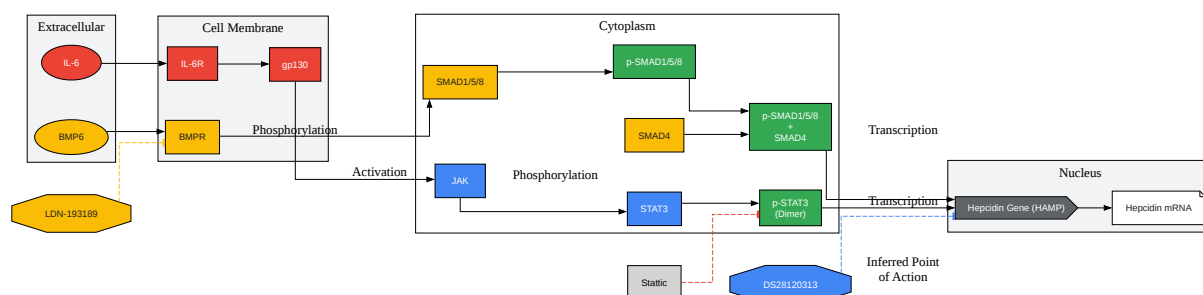 Extracellular
Cell Membrane
Cytoplasm
IL-6
IL-6R
gp130
p-SMAD1/5/8
SMAD1/5/8
BMP6
BMPR
Phosphorylation
SMAD4
p-SMAD1/5/8
+
SMAD4
Transcription
Activation
JAK
Phosphorylation
Nucleus
LDN-193189
STAT3
p-STAT3
(Dimer)
Transcription
Hepcidin Gene (HAMP)
Hepcidin mRNA
Stattic
DS28120313
Inferred Point
of Action